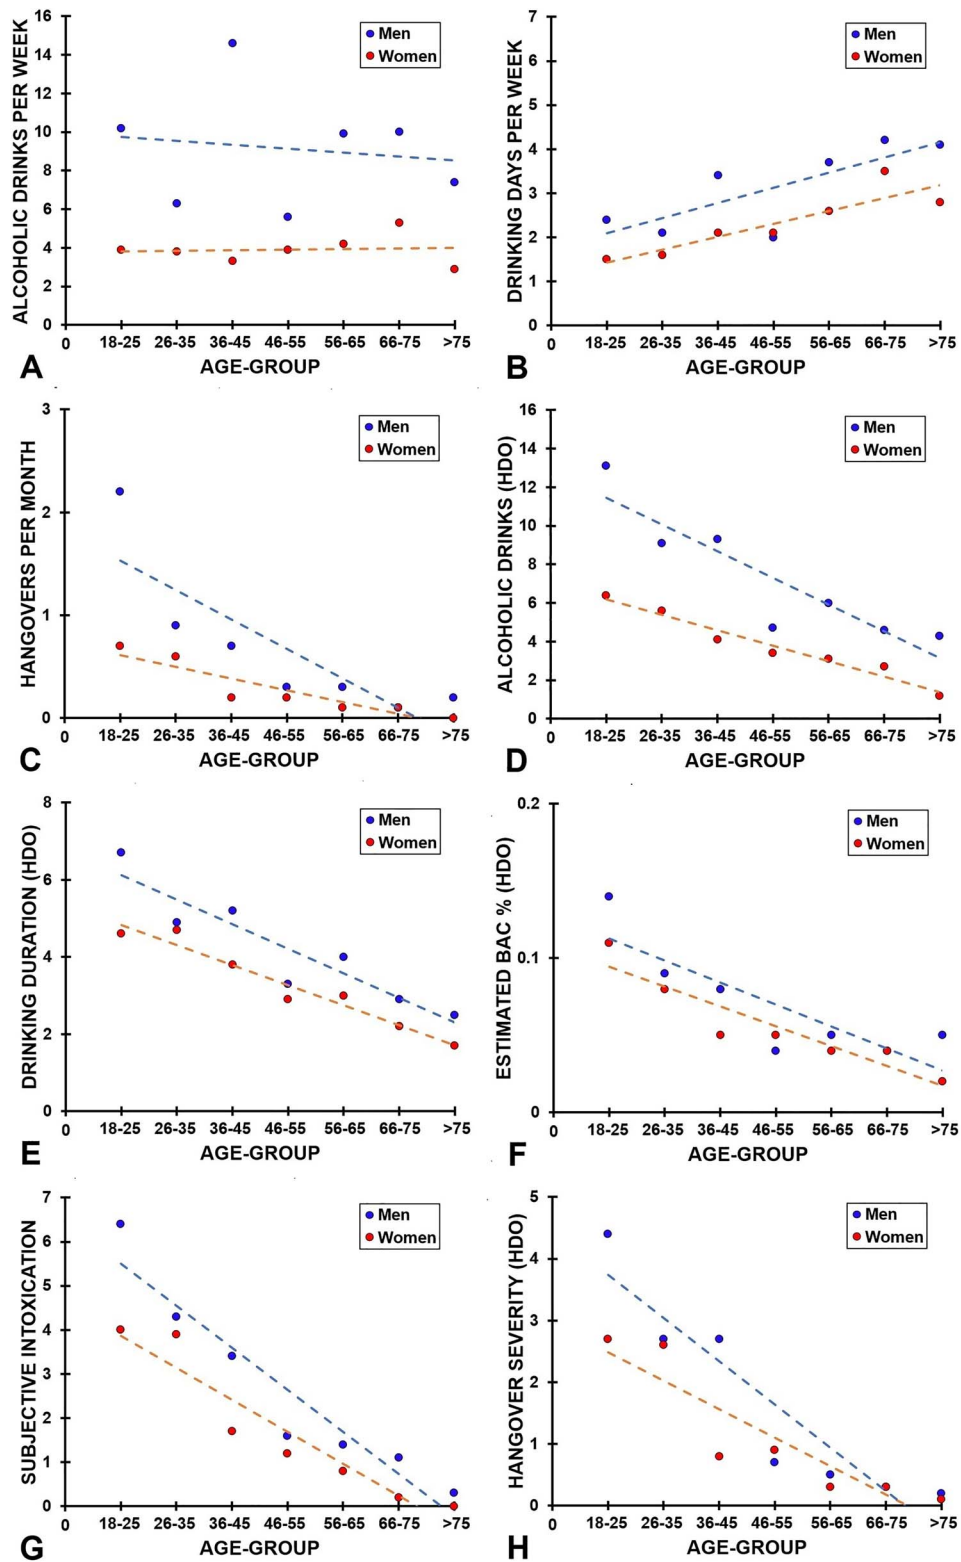 ALCOHOLIC DRINKS PER WEEK
16
14
12
10
8
6
4
2
0
Men
Women
0 18-25 26-35 36-45 46-55 56-65 66-75 >75
AGE-GROUP
A
DRINKING DAYS PER WEEK
7
6
5
4
3
2
1
0
Men
Women
0 18-25 26-35 36-45 46-55 56-65 66-75 >75
AGE-GROUP
B
HANGOVERS PER MONTH
3
2
1
0
Men
Women
0 18-25 26-35 36-45 46-55 56-65 66-75 >75
AGE-GROUP
C
ALCOHOLIC DRINKS (HDO)
16
14
12
10
8
6
4
2
0
Men
Women
0 18-25 26-35 36-45 46-55 56-65 66-75 >75
AGE-GROUP
D
DRINKING DURATION (HDO)
8
6
4
2
0
Men
Women
0 18-25 26-35 36-45 46-55 56-65 66-75 >75
AGE-GROUP
E
ESTIMATED BAC % (HDO)
0.2
0.1
0
Men
Women
0 18-25 26-35 36-45 46-55 56-65 66-75 >75
AGE-GROUP
F
SUBJECTIVE INTOXICATION
7
6
5
4
3
2
1
0
Men
Women
0 18-25 26-35 36-45 46-55 56-65 66-75 >75
AGE-GROUP
G
HANGOVER SEVERITY (HDO)
5
4
3
2
1
0
Men
Women
0 18-25 26-35 36-45 46-55 56-65 66-75 >75
AGE-GROUP
H